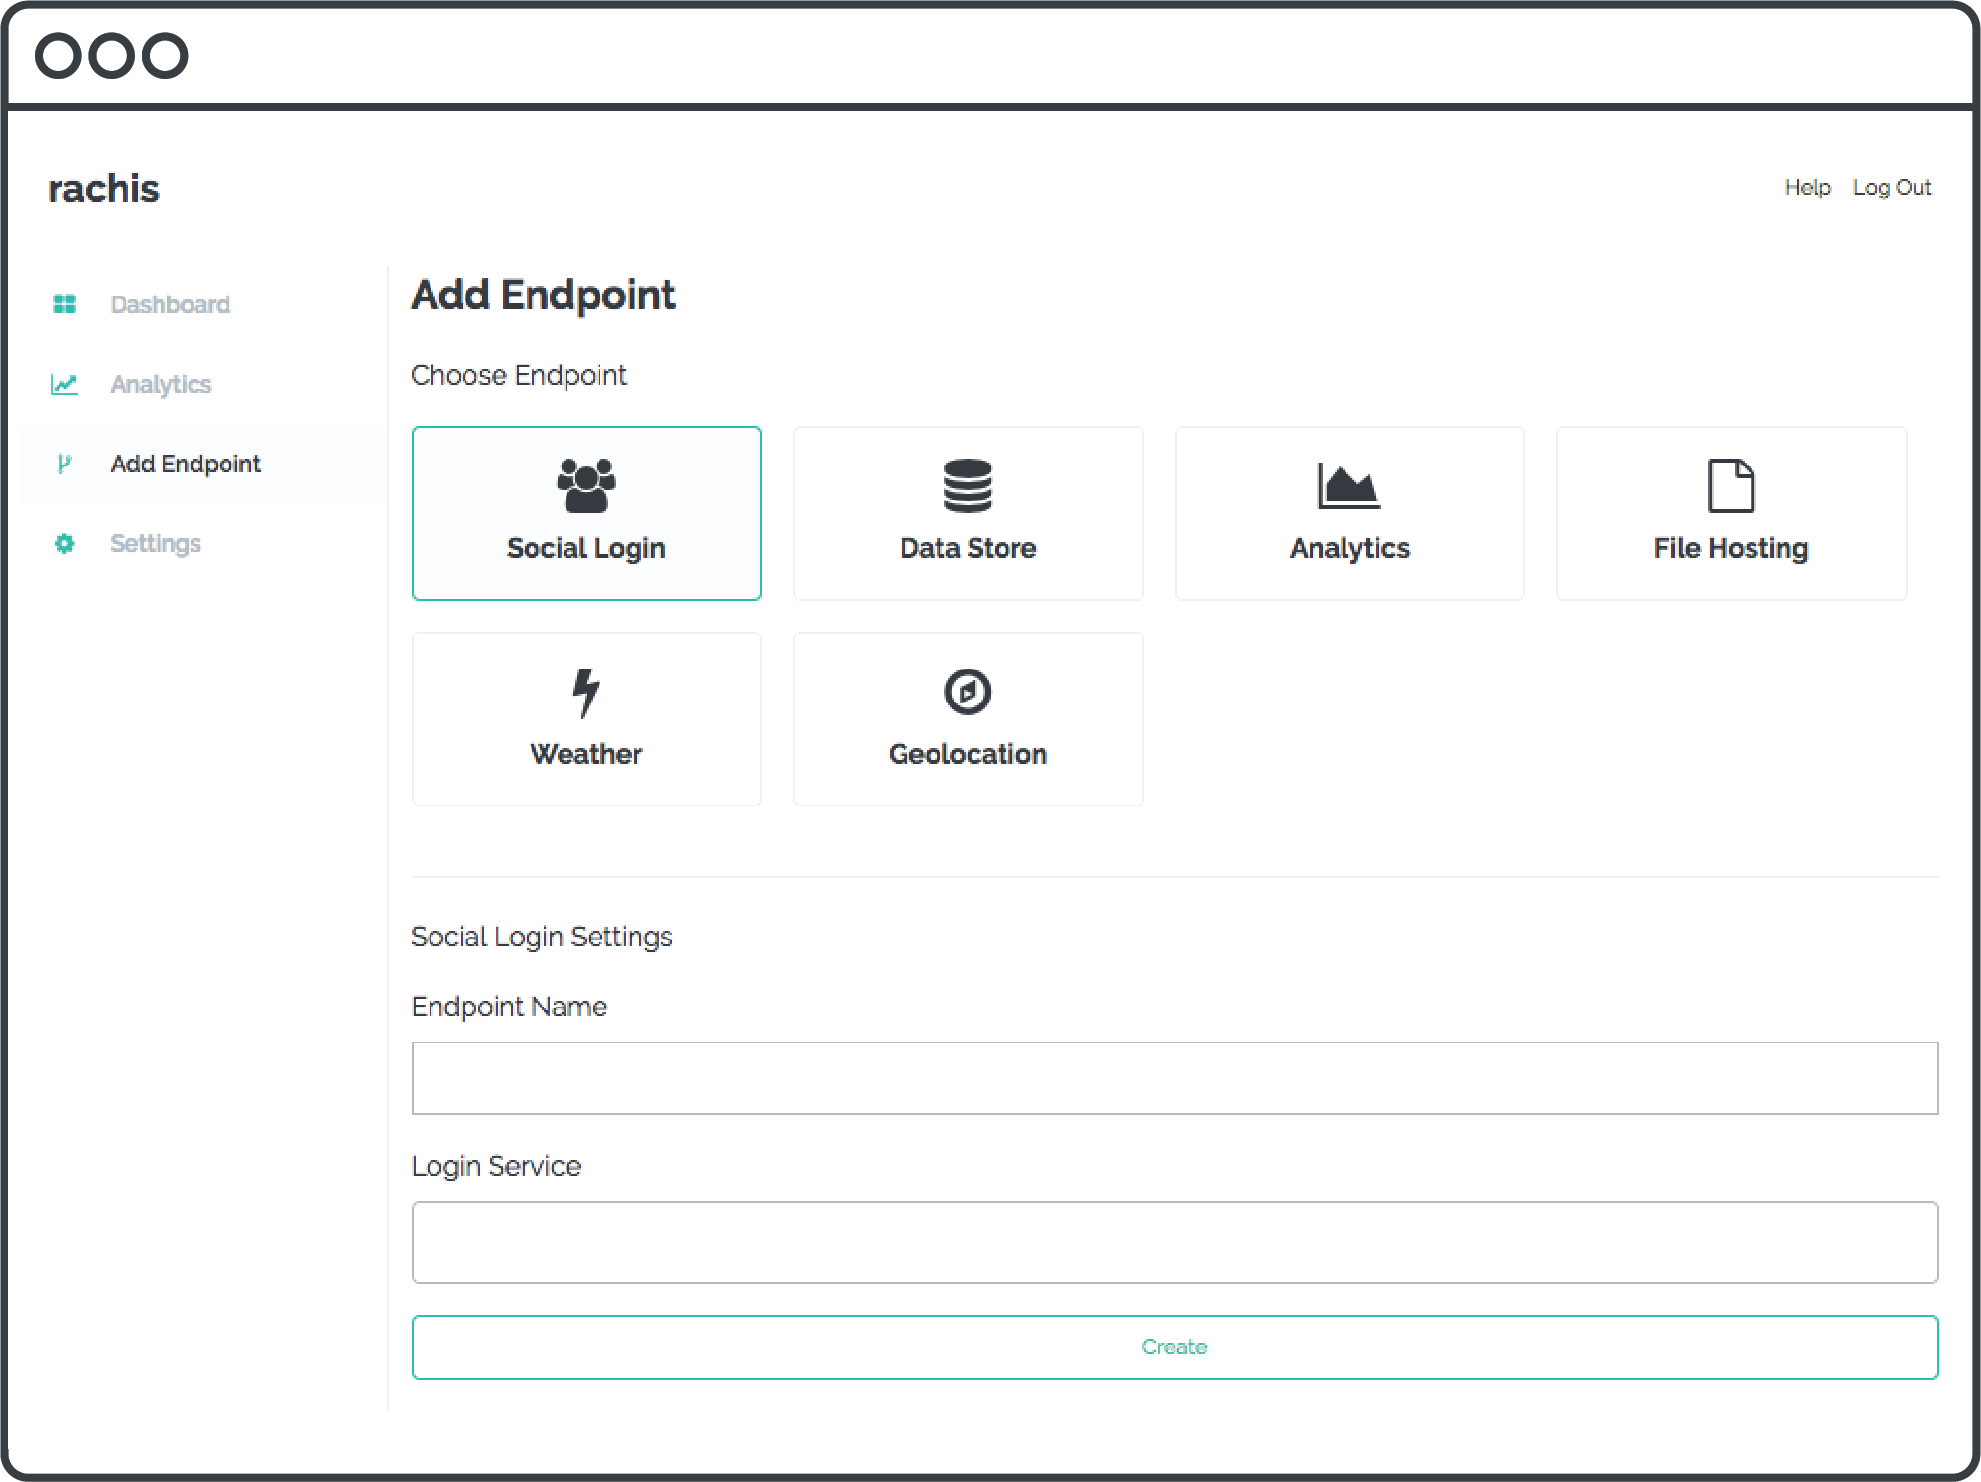 rachis
Help Log Out
Dashboard
Analytics
Add Endpoint
Settings
Add Endpoint
Choose Endpoint
Social Login
Data Store
Analytics
File Hosting
Weather
Geolocation
Social Login Settings
Endpoint Name
Login Service
Create